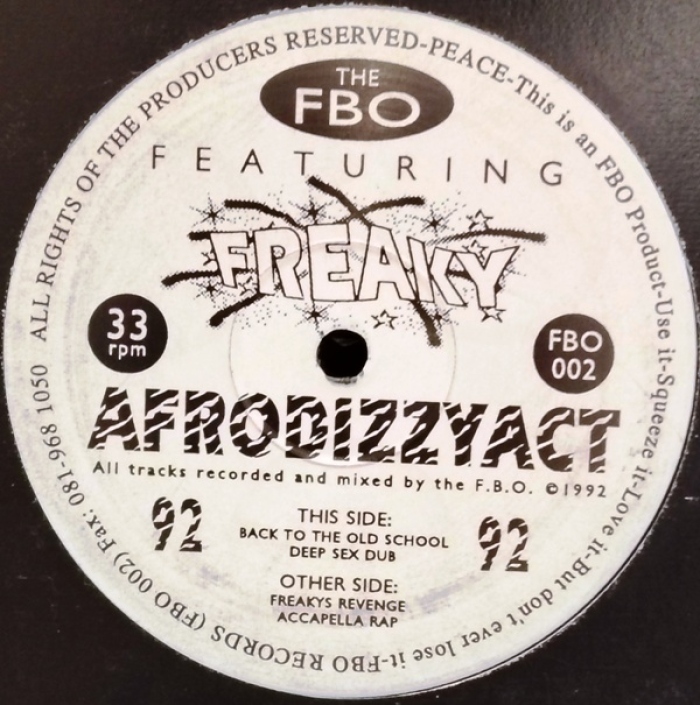 THE
FBO
FEATURING
FREAKY
33
rpm
FBO
002
AFRODIZZYACT
All tracks recorded and mixed by the F.B.O. ©1992
92
92
THIS SIDE:
BACK TO THE OLD SCHOOL
DEEP SEX DUB
OTHER SIDE:
FREAKYS REVENGE
ACCAPELLA RAP
ALL RIGHTS OF THE PRODUCERS RESERVED-PEACE-This is an FBO Product-Use it-Squeeze it-Love it-But don't ever lose it-FBO RECORDS (FBO 002) Fax: 081-968 1050